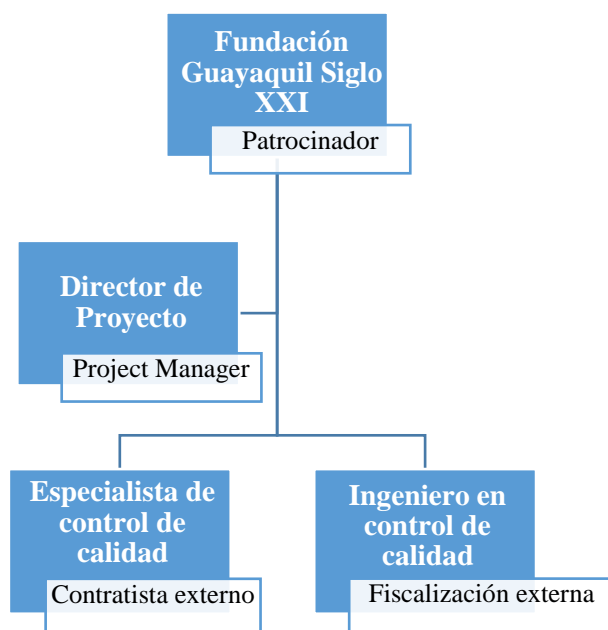 Fundación
Guayaquil Siglo
XXI
Patrocinador
Director de
Proyecto
Project Manager
Especialista de
control de
calidad
Contratista externo
Ingeniero en
control de
calidad
Fiscalización externa